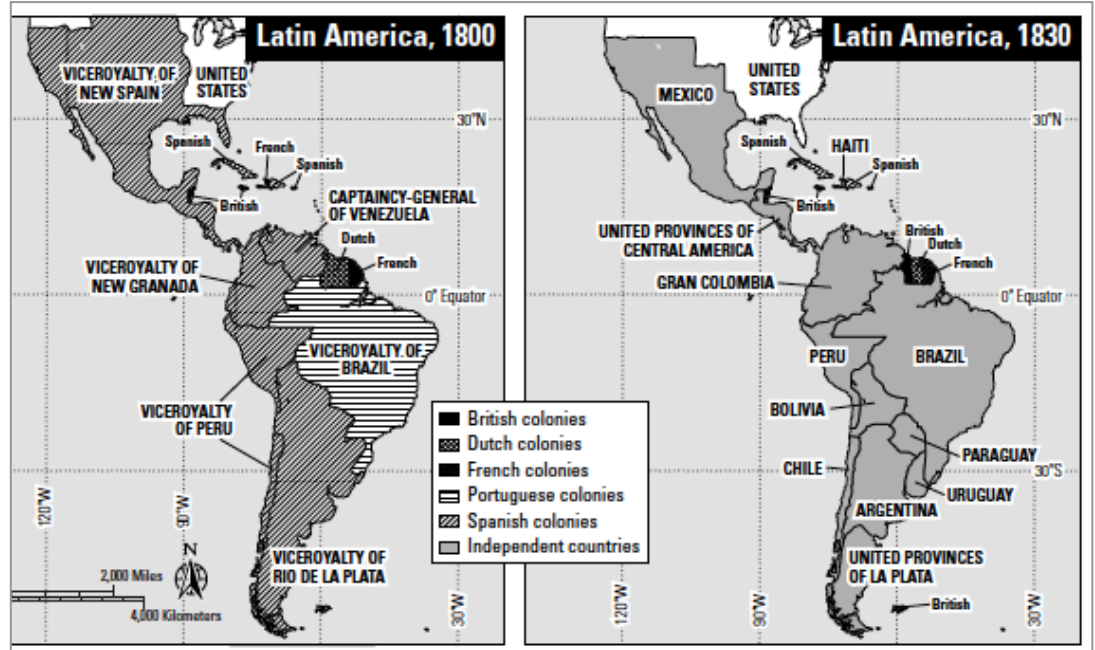 Latin America, 1800
VICEROYALTY OF
NEW SPAIN
UNITED
STATES
30°N
Spanish
French
Spanish
British
CAPTAINCY-GENERAL
OF VENEZUELA
Dutch
French
VICEROYALTY OF
NEW GRANADA
0° Equator
VICEROYALTY OF
BRAZIL
VICEROYALTY
OF PERU
120°W
90°W
N
VICEROYALTY OF
RIO DE LA PLATA
2,000 Miles
4,000 Kilometers
30°W
British colonies
Dutch colonies
French colonies
Portuguese colonies
Spanish colonies
Independent countries
Latin America, 1830
UNITED
STATES
MEXICO
30°N
Spanish
HAITI
Spanish
British
UNITED PROVINCES OF
CENTRAL AMERICA
British
Dutch
French
GRAN COLOMBIA
0° Equator
PERU
BRAZIL
BOLIVIA
PARAGUAY
CHILE
30°S
URUGUAY
ARGENTINA
UNITED PROVINCES
OF LA PLATA
British
120°W
90°W
30°W